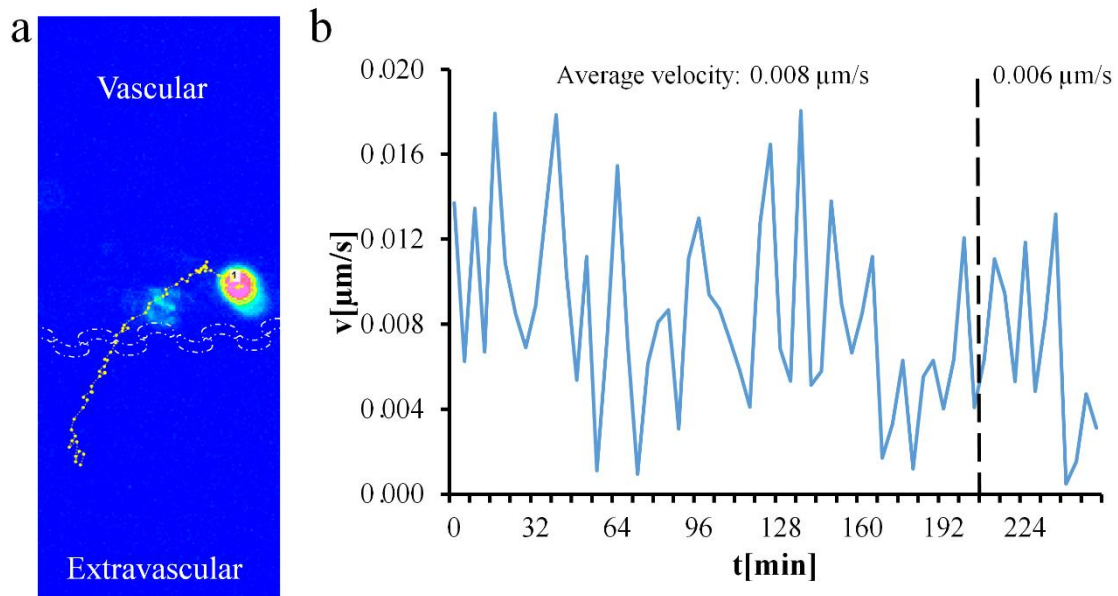 a
Vascular
1
Extravascular
b
Average velocity: 0.008 µm/s
0.006 µm/s
0.020
0.016
0.012
0.008
0.004
0.000
v[µm/s]
0 32 64 96 128 160 192 224
t[min]